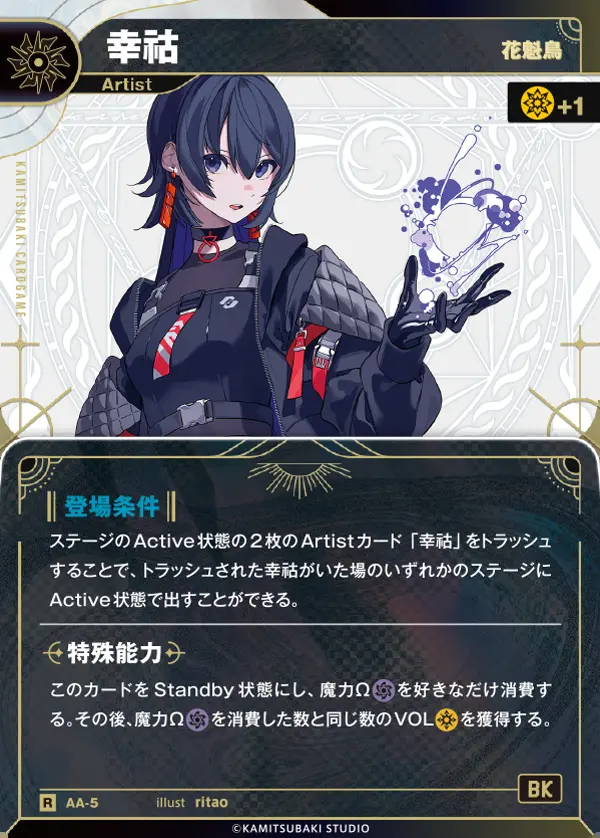 幸祜
花魁鳥
Artist
+1
KAMITSUBAKI CARDGAME
登場条件
ステージのActive状態の2枚のArtistカード「幸祜」をトラッシュ
することで、トラッシュされた幸祜がいた場のいずれかのステージに
Active状態で出すことができる。
特殊能力
このカードをStandby状態にし、魔力Ωを好きなだけ消費す
る。その後、魔力Ωを消費した数と同じ数のVOLを獲得する。
BK
R AA-5 illust ritao
©KAMITSUBAKI STUDIO